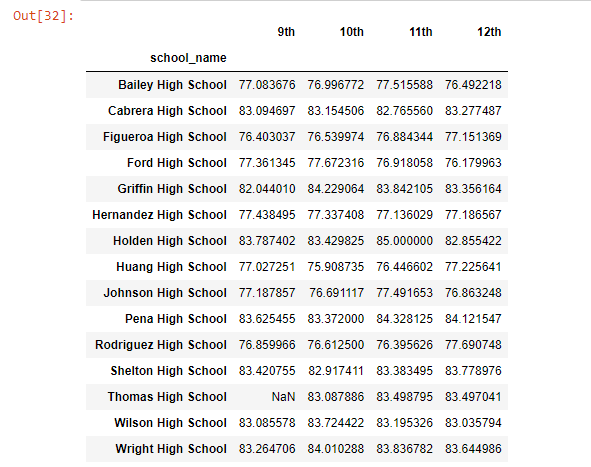 Out[32]:
9th 10th 11th 12th
school_name
Bailey High School 77.083676 76.996772 77.515588 76.492218
Cabrera High School 83.094697 83.154506 82.765560 83.277487
Figueroa High School 76.403037 76.539974 76.884344 77.151369
Ford High School 77.361345 77.672316 76.918058 76.179963
Griffin High School 82.044010 84.229064 83.842105 83.356164
Hernandez High School 77.438495 77.337408 77.136029 77.186567
Holden High School 83.787402 83.429825 85.000000 82.855422
Huang High School 77.027251 75.908735 76.446602 77.225641
Johnson High School 77.187857 76.691117 77.491653 76.863248
Pena High School 83.625455 83.372000 84.328125 84.121547
Rodriguez High School 76.859966 76.612500 76.395626 77.690748
Shelton High School 83.420755 82.917411 83.383495 83.778976
Thomas High School NaN 83.087886 83.498795 83.497041
Wilson High School 83.085578 83.724422 83.195326 83.035794
Wright High School 83.264706 84.010288 83.836782 83.644986